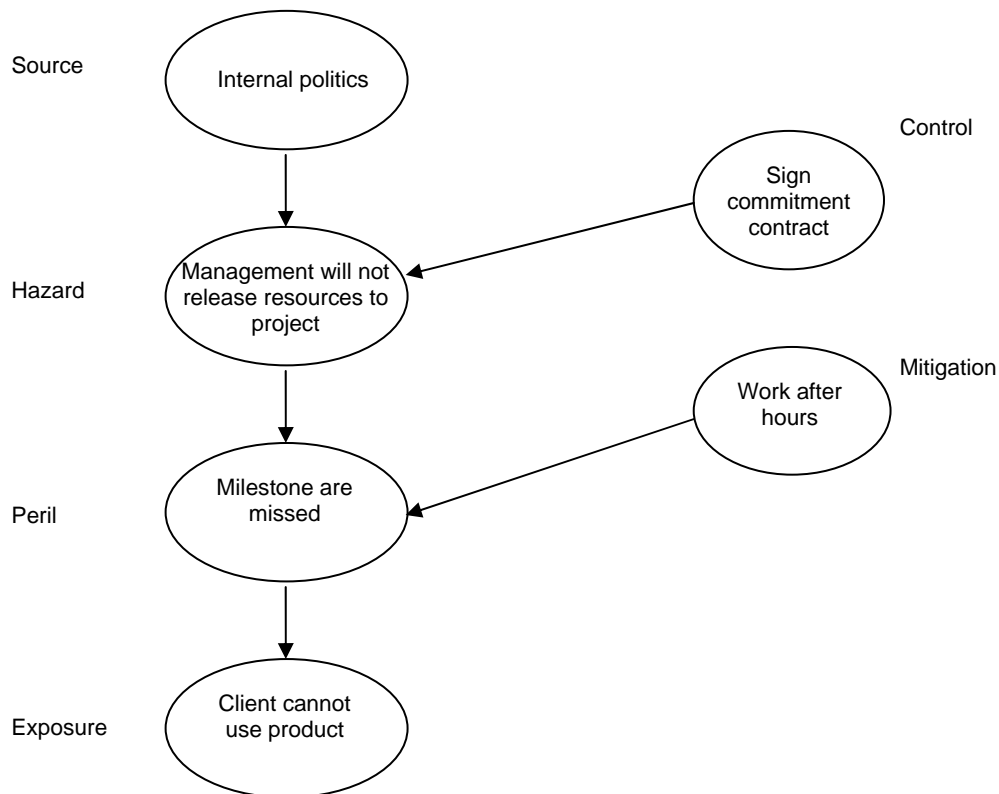 Source
Internal politics
Control
Sign
commitment
contract
Hazard
Management will not
release resources to
project
Mitigation
Work after
hours
Peril
Milestone are
missed
Exposure
Client cannot
use product